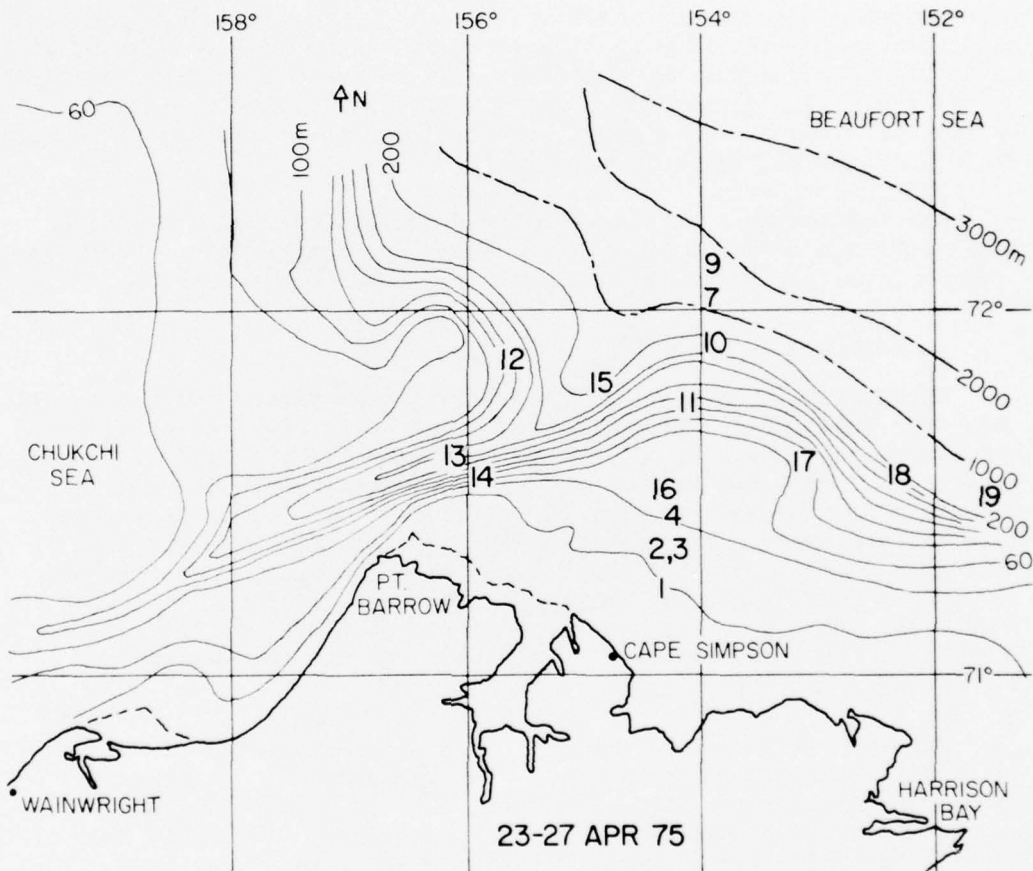 158° 156° 154° 152°
60
N
BEAUFORT SEA
100m
200
3000m
9
7
72°
10
12
15
2000
11
CHUKCHI
SEA
13
14
17
18
1000
16
19
4
200
2,3
60
1
PT.
BARROW
CAPE SIMPSON
71°
WAINWRIGHT
HARRISON
BAY
23-27 APR 75